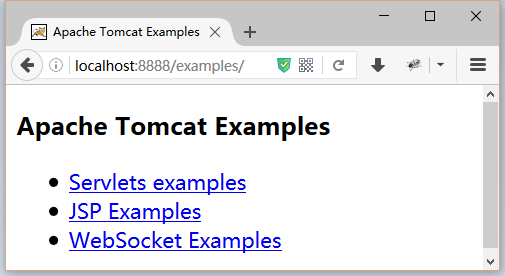 Apache Tomcat Examples
localhost:8888/examples/
Apache Tomcat Examples
Servlets examples
JSP Examples
WebSocket Examples